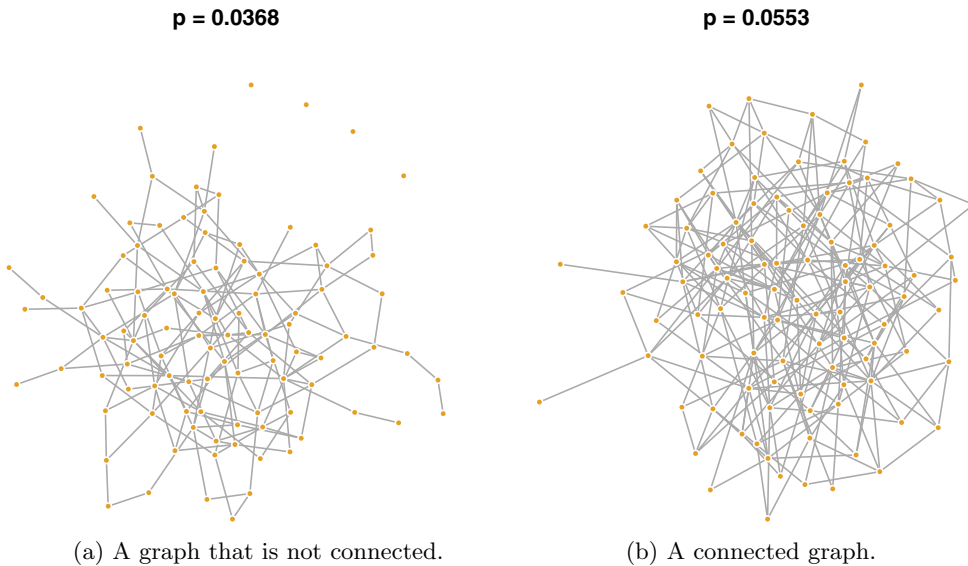 p = 0.0368
p = 0.0553
(a) A graph that is not connected.
(b) A connected graph.